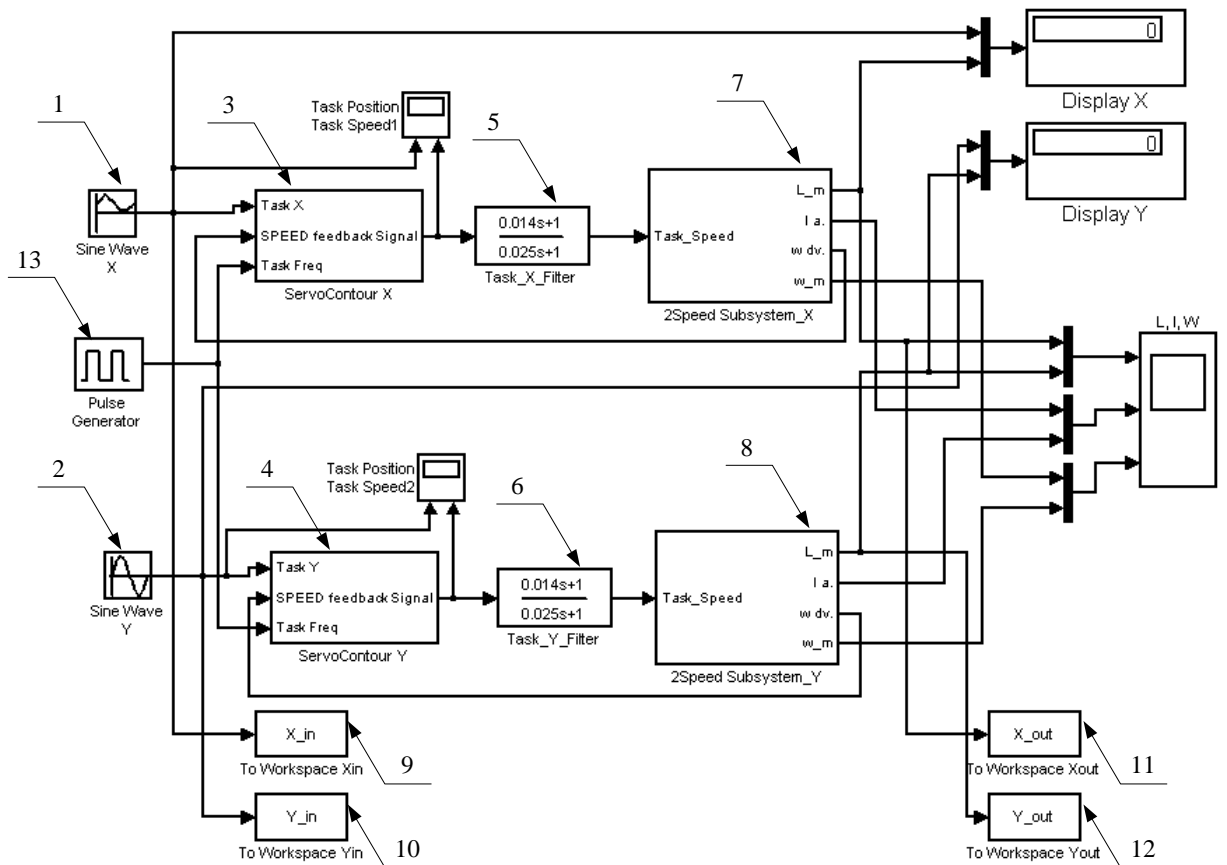 0
Display X
0
Display Y
1
3
Task Position
Task Speed1
5
7
Sine Wave
X
Task X
SPEED feedback Signal
Task Freq
ServoContour X
0.014s+1
0.025s+1
Task_X_Filter
Task_Speed
L_m
I a.
w dv.
w_m
2Speed Subsystem_X
13
Pulse
Generator
L, I, W
2
4
Task Position
Task Speed2
6
8
Sine Wave
Y
Task Y
SPEED feedback Signal
Task Freq
ServoContour Y
0.014s+1
0.025s+1
Task_Y_Filter
Task_Speed
L_m
I a.
w dv.
w_m
2Speed Subsystem_Y
X_in
To Workspace Xin
9
Y_in
To Workspace Yin
10
X_out
To Workspace Xout
11
Y_out
To Workspace Yout
12